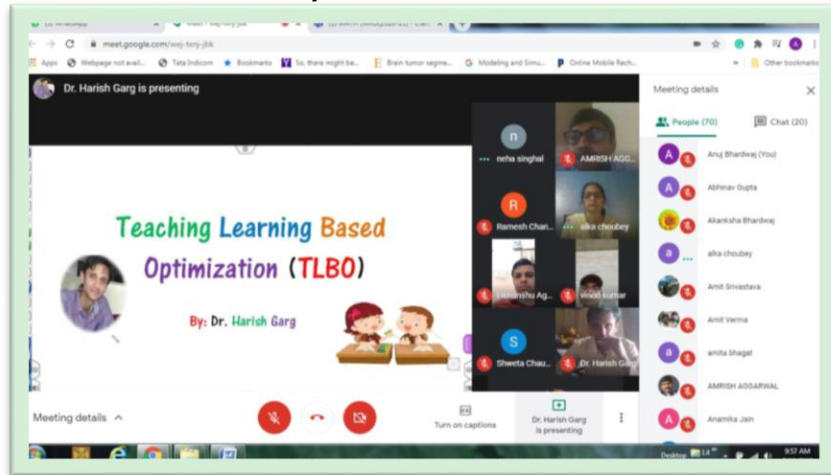 meet.google.com/wej-txnj-jbk
Apps
Webpage not avail...
Tata Indicom
Bookmarks
So, there might be...
Brain tumor segme...
Modeling and Simu...
Online Mobile Rech...
Other bookmarks
Dr. Harish Garg is presenting
Teaching Learning Based
Optimization (TLBO)
By: Dr. Harish Garg
n
neha singhal
AMRISH AGG...
R
Ramesh Chan...
alka choubey
Himanshu Ag...
vinod kumar
S
Shweta Chau...
Dr. Harish Garg
Meeting details
People (70)
Chat (20)
A
Anuj Bhardwaj (You)
A
Abhinav Gupta
Akanksha Bhardwaj
a
alka choubey
Amit Srivastava
Amit Verma
a
amita bhagat
AMRISH AGGARWAL
A
Anamika Jain
Meeting details
Turn on captions
Dr. Harish Garg
is presenting
Desktop
9:57 AM